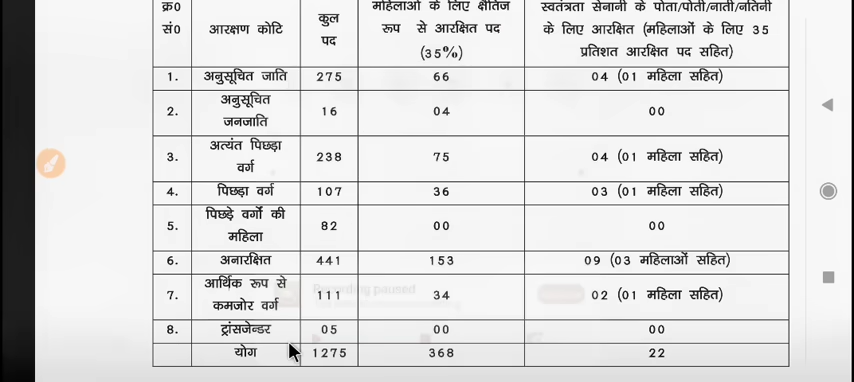 क्र०
सं०
आरक्षण कोटि
कुल
पद
महिलाओं के लिए क्षैतिज
रूप से आरक्षित पद
(35%)
स्वतंत्रता सेनानी के पोता/पोती/नाती/नतिनी
के लिए आरक्षित (महिलाओं के लिए 35
प्रतिशत आरक्षित पद सहित)
1. अनुसूचित जाति 275 66 04 (01 महिला सहित)
2. अनुसूचित
जनजाति 16 04 00
3. अत्यंत पिछड़ा
वर्ग 238 75 04 (01 महिला सहित)
4. पिछड़ा वर्ग 107 36 03 (01 महिला सहित)
5. पिछड़े वर्गों की
महिला 82 00 00
6. अनारक्षित 441 153 09 (03 महिलाओं सहित)
7. आर्थिक रूप से
कमजोर वर्ग 111 34 02 (01 महिला सहित)
Recording paused
8. ट्रांसजेन्डर 05 00 00
योग 1275 368 22